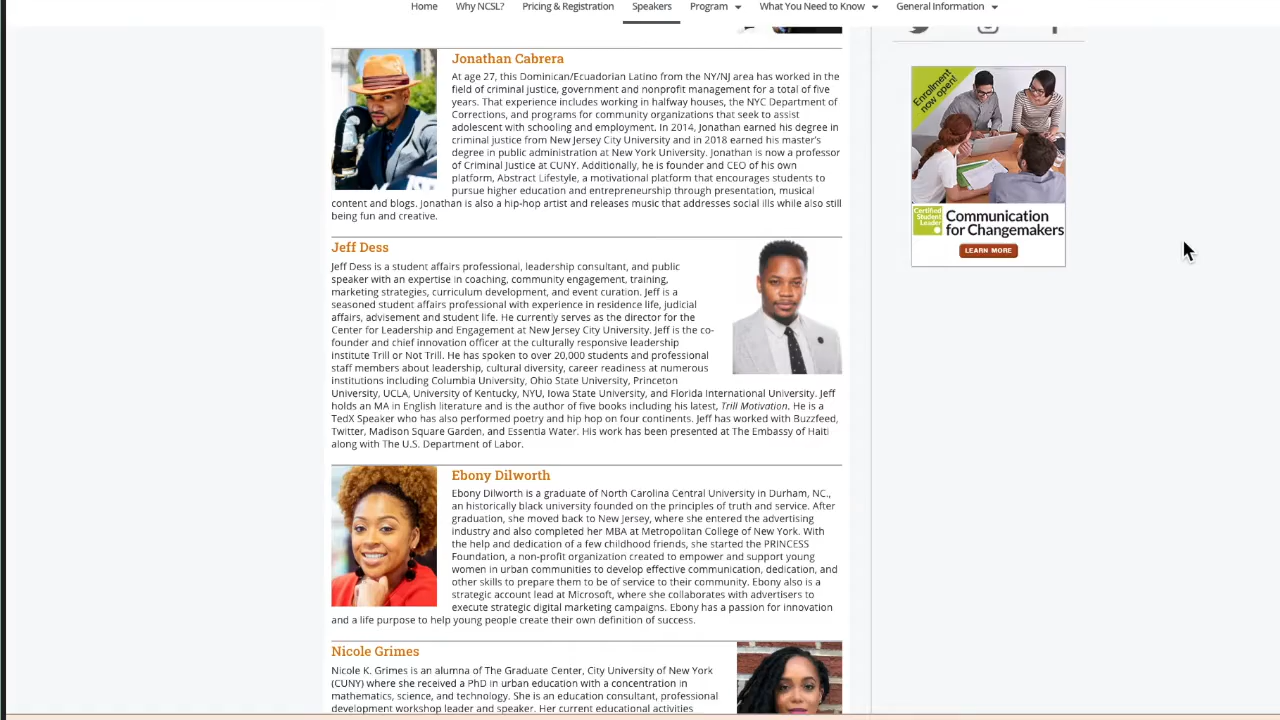 Home Why NCSL? Pricing & Registration Speakers Program What You Need to Know General Information
Jonathan Cabrera
At age 27, this Dominican/Ecuadorian Latino from the NY/NJ area has worked in the
field of criminal justice, government and nonprofit management for a total of five
years. That experience includes working in halfway houses, the NYC Department of
Corrections, and programs for community organizations that seek to assist
adolescent with schooling and employment. In 2014, Jonathan earned his degree in
criminal justice from New Jersey City University and in 2018 earned his master's
degree in public administration at New York University. Jonathan is now a professor
of Criminal Justice at CUNY. Additionally, he is founder and CEO of his own
platform, Abstract Lifestyle, a motivational platform that encourages students to
pursue higher education and entrepreneurship through presentation, musical
content and blogs. Jonathan is also a hip-hop artist and releases music that addresses social ills while also still
being fun and creative.
Jeff Dess
Jeff Dess is a student affairs professional, leadership consultant, and public
speaker with an expertise in coaching, community engagement, training,
marketing strategies, curriculum development, and event curation. Jeff is a
seasoned student affairs professional with experience in residence life, judicial
affairs, advisement and student life. He currently serves as the director for the
Center for Leadership and Engagement at New Jersey City University. Jeff is the co-
founder and chief innovation officer at the culturally responsive leadership
institute Trill or Not Trill. He has spoken to over 20,000 students and professional
staff members about leadership, cultural diversity, career readiness at numerous
institutions including Columbia University, Ohio State University, Princeton
University, UCLA, University of Kentucky, NYU, Iowa State University, and Florida International University. Jeff
holds an MA in English literature and is the author of five books including his latest, Trill Motivation. He is a
TedX Speaker who has also performed poetry and hip hop on four continents. Jeff has worked with Buzzfeed,
Twitter, Madison Square Garden, and Essentia Water. His work has been presented at The Embassy of Haiti
along with The U.S. Department of Labor.
Ebony Dilworth
Ebony Dilworth is a graduate of North Carolina Central University in Durham, NC.,
an historically black university founded on the principles of truth and service. After
graduation, she moved back to New Jersey, where she entered the advertising
industry and also completed her MBA at Metropolitan College of New York. With
the help and dedication of a few childhood friends, she started the PRINCESS
Foundation, a non-profit organization created to empower and support young
women in urban communities to develop effective communication, dedication, and
other skills to prepare them to be of service to their community. Ebony also is a
strategic account lead at Microsoft, where she collaborates with advertisers to
execute strategic digital marketing campaigns. Ebony has a passion for innovation
and a life purpose to help young people create their own definition of success.
Nicole Grimes
Nicole K. Grimes is an alumna of The Graduate Center, City University of New York
(CUNY) where she received a PhD in urban education with a concentration in
mathematics, science, and technology. She is an education consultant, professional
development workshop leader and speaker. Her current educational activities
Enrollment
now open!
Certified
Student
Leader
Communication
for Changemakers
LEARN MORE